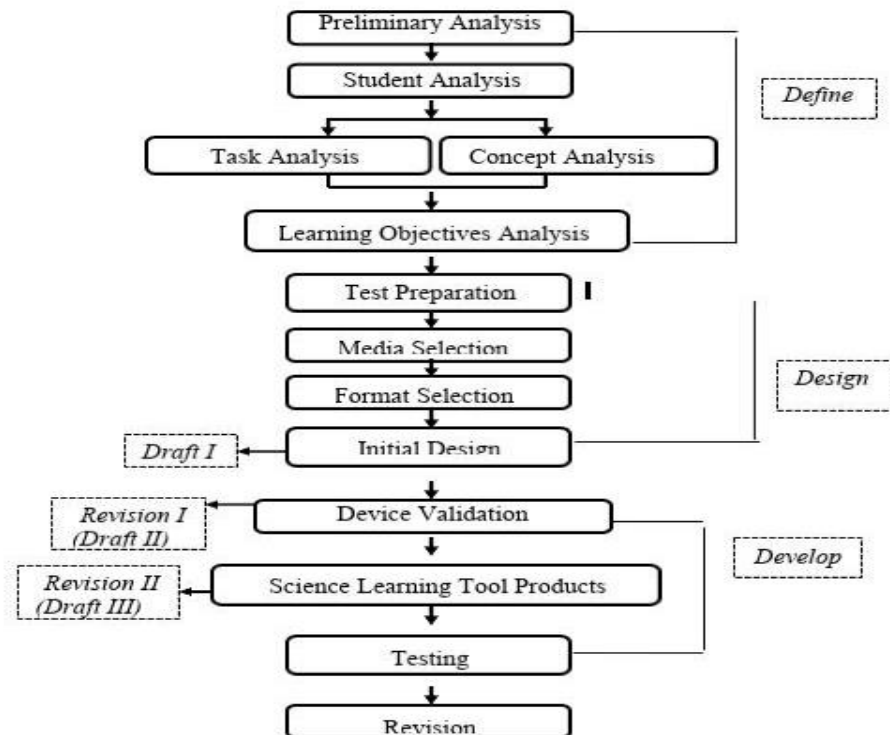 Preliminary Analysis
Student Analysis
Define
Task Analysis
Concept Analysis
Learning Objectives Analysis
Test Preparation
Media Selection
Design
Format Selection
Draft I
Initial Design
Revision I
(Draft II)
Device Validation
Develop
Revision II
(Draft III)
Science Learning Tool Products
Testing
Revision